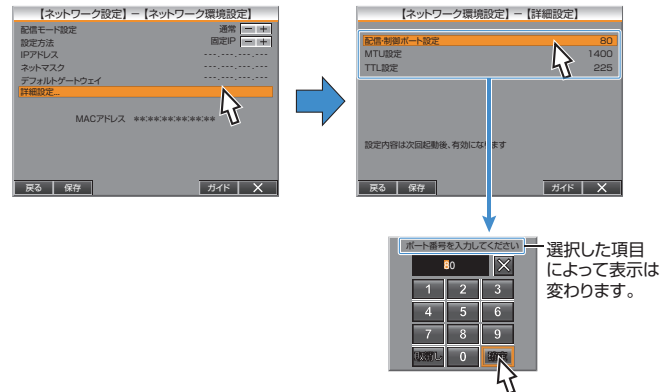 【ネットワーク設定】－【ネットワーク環境設定】
配信モード設定 通常 － ＋
設定方法 固定IP － ＋
IPアドレス ---.---.---.---
ネットマスク ---.---.---.---
デフォルトゲートウェイ ---.---.---.---
詳細設定...
MACアドレス **:**:**:**:**:**
戻る 保存 ガイド ×
【ネットワーク環境設定】－【詳細設定】
配信・制御ポート設定 80
MTU設定 1400
TTL設定 225
設定内容は次回起動後、有効になります
戻る 保存 ガイド ×
ポート番号を入力してください
80 ×
1 2 3
4 5 6
7 8 9
取消し 0
選択した項目
によって表示は
変わります。